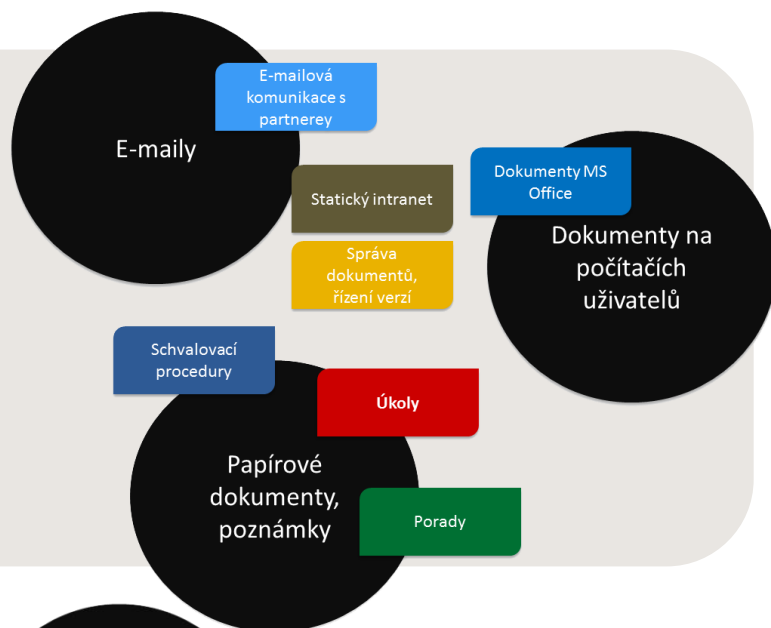 E-mailová
komunikace s
partnerey
E-maily
Statický intranet
Dokumenty MS
Office
Správa
dokumentů,
řízení verzí
Dokumenty na
počítačích
uživatelů
Schvalovací
procedury
Úkoly
Papírové
dokumenty,
poznámky
Porady